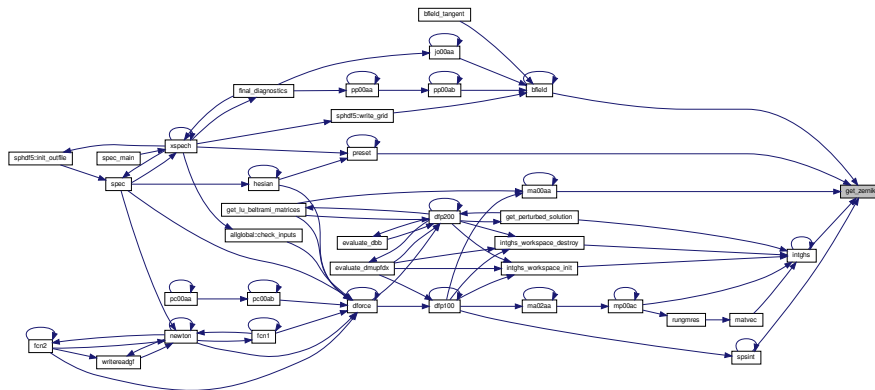 bfield_tangent
jo00aa
final_diagnostics
pp00aa
pp00ab
bfield
sphdf5::write_grid
xspech
sphdf5::init_outfile
spec_main
preset
spec
hesian
ma00aa
get_zernik
get_lu_beltrami_matrices
dfp200
get_perturbed_solution
allglobal::check_inputs
evaluate_dbb
intghs_workspace_destroy
intghs
evaluate_dmupfdx
intghs_workspace_init
pc00aa
pc00ab
dforce
dfp100
ma02aa
mp00ac
rungmres
matvec
newton
fcn1
fcn2
writereadgf
spsint